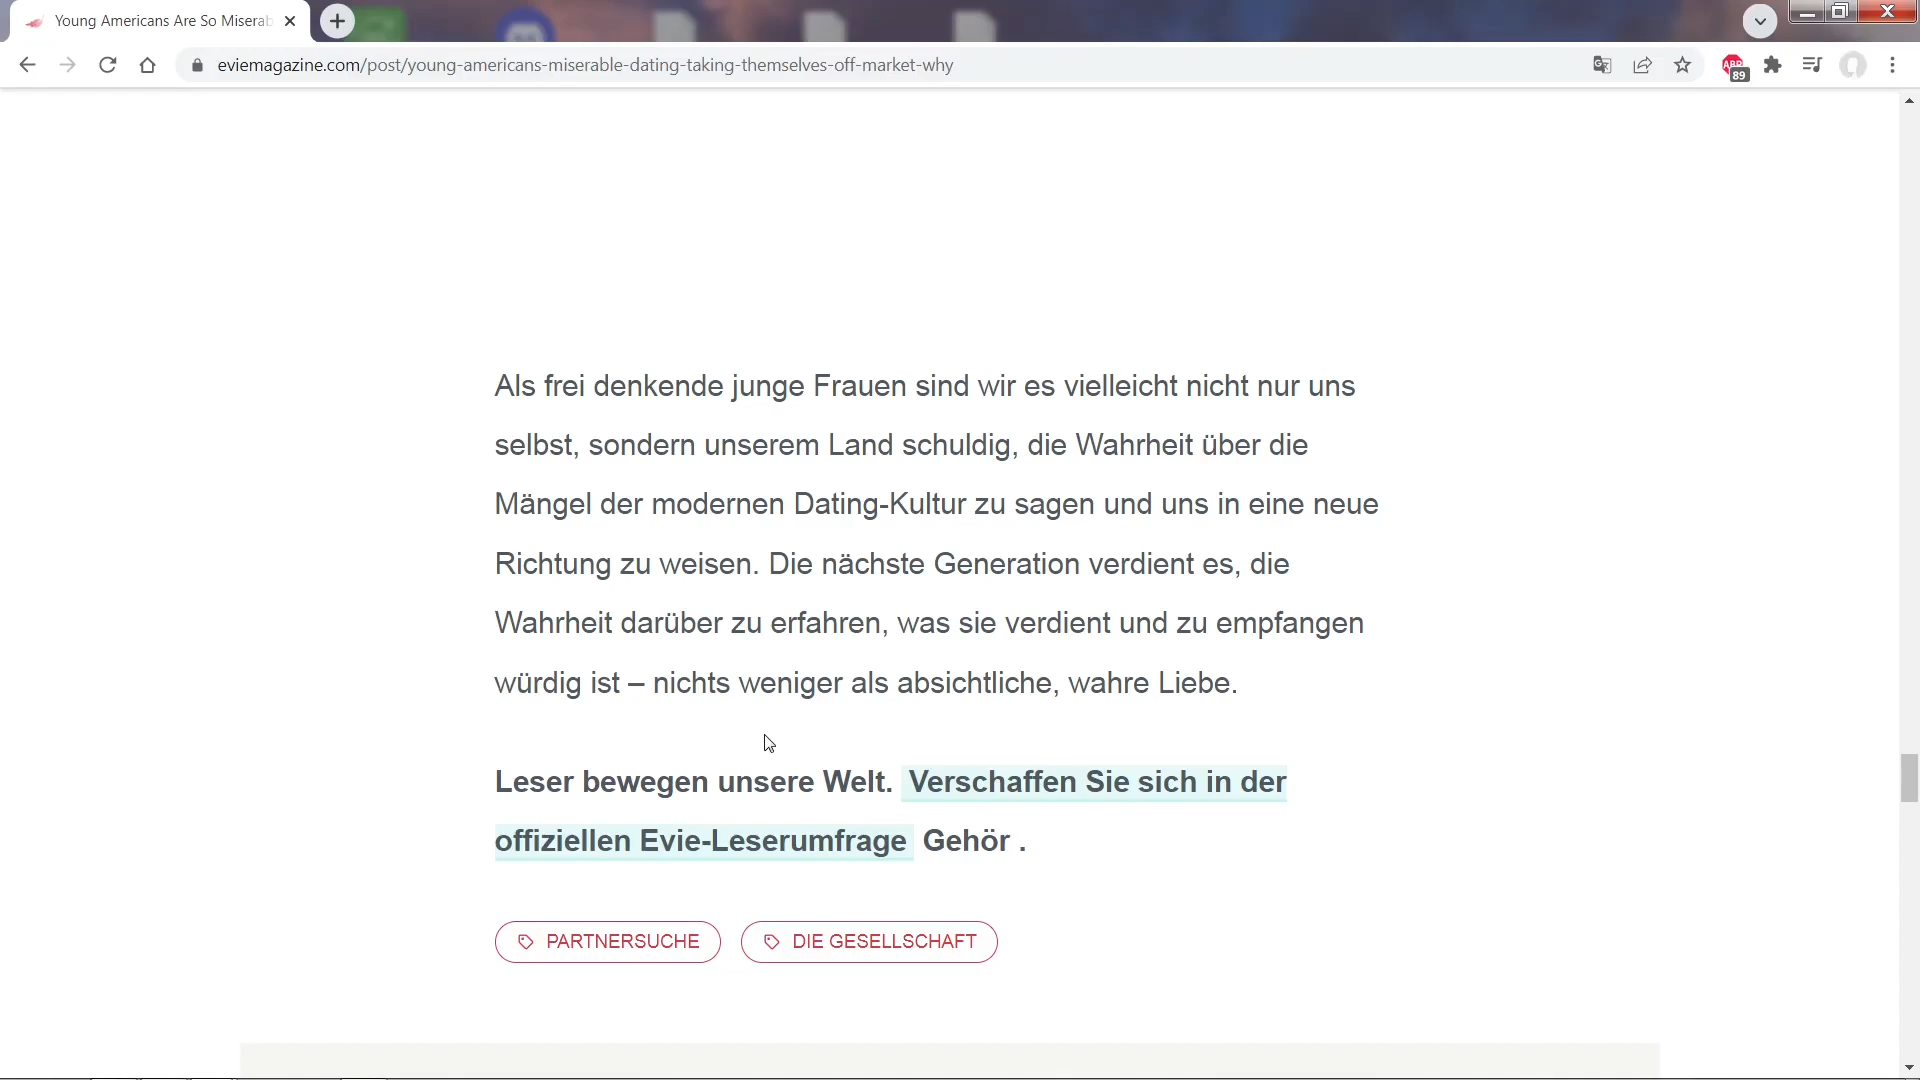 Young Americans Are So Miserab
eviemagazine.com/post/young-americans-miserable-dating-taking-themselves-off-market-why
ABP
89
Als frei denkende junge Frauen sind wir es vielleicht nicht nur uns
selbst, sondern unserem Land schuldig, die Wahrheit über die
Mängel der modernen Dating-Kultur zu sagen und uns in eine neue
Richtung zu weisen. Die nächste Generation verdient es, die
Wahrheit darüber zu erfahren, was sie verdient und zu empfangen
würdig ist – nichts weniger als absichtliche, wahre Liebe.
Leser bewegen unsere Welt. Verschaffen Sie sich in der
offiziellen Evie-Leserumfrage Gehör .
PARTNERSUCHE DIE GESELLSCHAFT